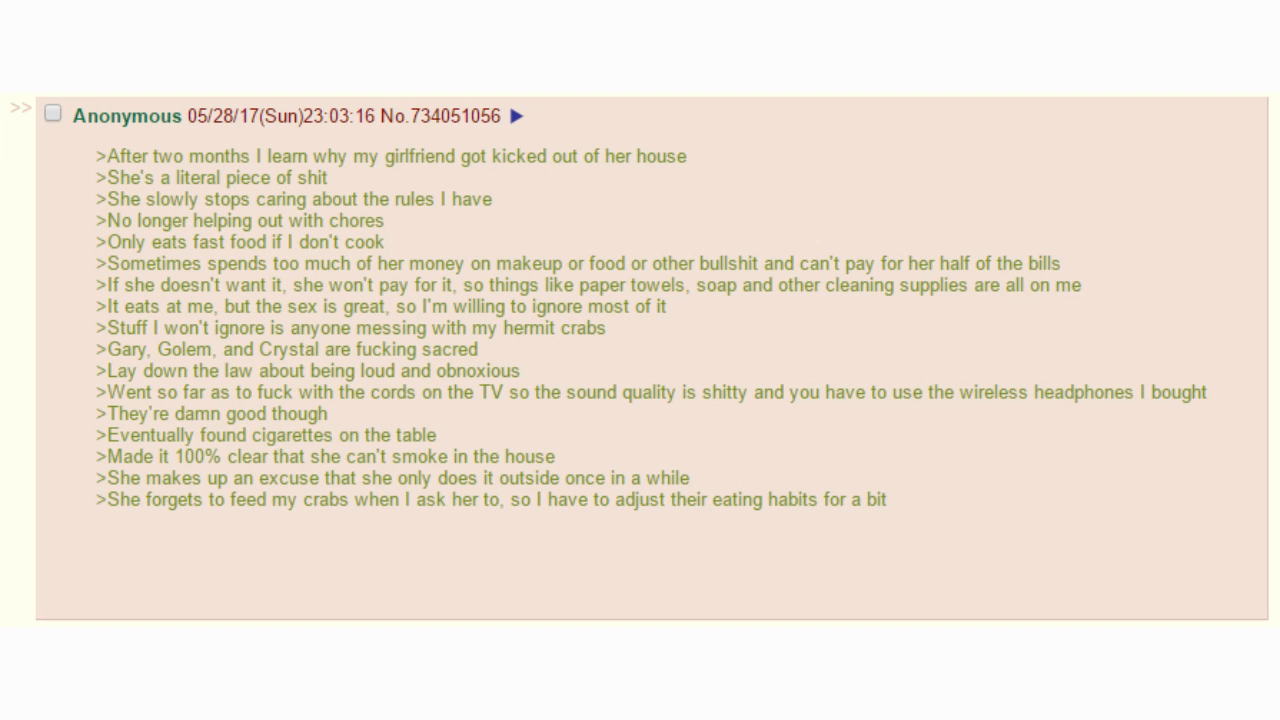 >>
Anonymous 05/28/17(Sun)23:03:16 No.734051056 ▶
>After two months I learn why my girlfriend got kicked out of her house
>She's a literal piece of shit
>She slowly stops caring about the rules I have
>No longer helping out with chores
>Only eats fast food if I don't cook
>Sometimes spends too much of her money on makeup or food or other bullshit and can't pay for her half of the bills
>If she doesn't want it, she won't pay for it, so things like paper towels, soap and other cleaning supplies are all on me
>It eats at me, but the sex is great, so I'm willing to ignore most of it
>Stuff I won't ignore is anyone messing with my hermit crabs
>Gary, Golem, and Crystal are fucking sacred
>Lay down the law about being loud and obnoxious
>Went so far as to fuck with the cords on the TV so the sound quality is shitty and you have to use the wireless headphones I bought
>They're damn good though
>Eventually found cigarettes on the table
>Made it 100% clear that she can't smoke in the house
>She makes up an excuse that she only does it outside once in a while
>She forgets to feed my crabs when I ask her to, so I have to adjust their eating habits for a bit